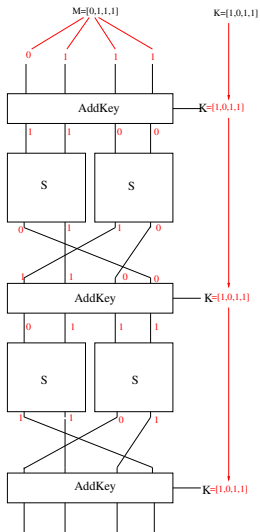 M=[0,1,1,1] K=[1,0,1,1]
0 1 1 1
AddKey K=[1,0,1,1]
1 1 0 0
S S
0 1 1 0
1 1 0 0
AddKey K=[1,0,1,1]
0 1 1 1
S S
1 1 0 1
AddKey K=[1,0,1,1]